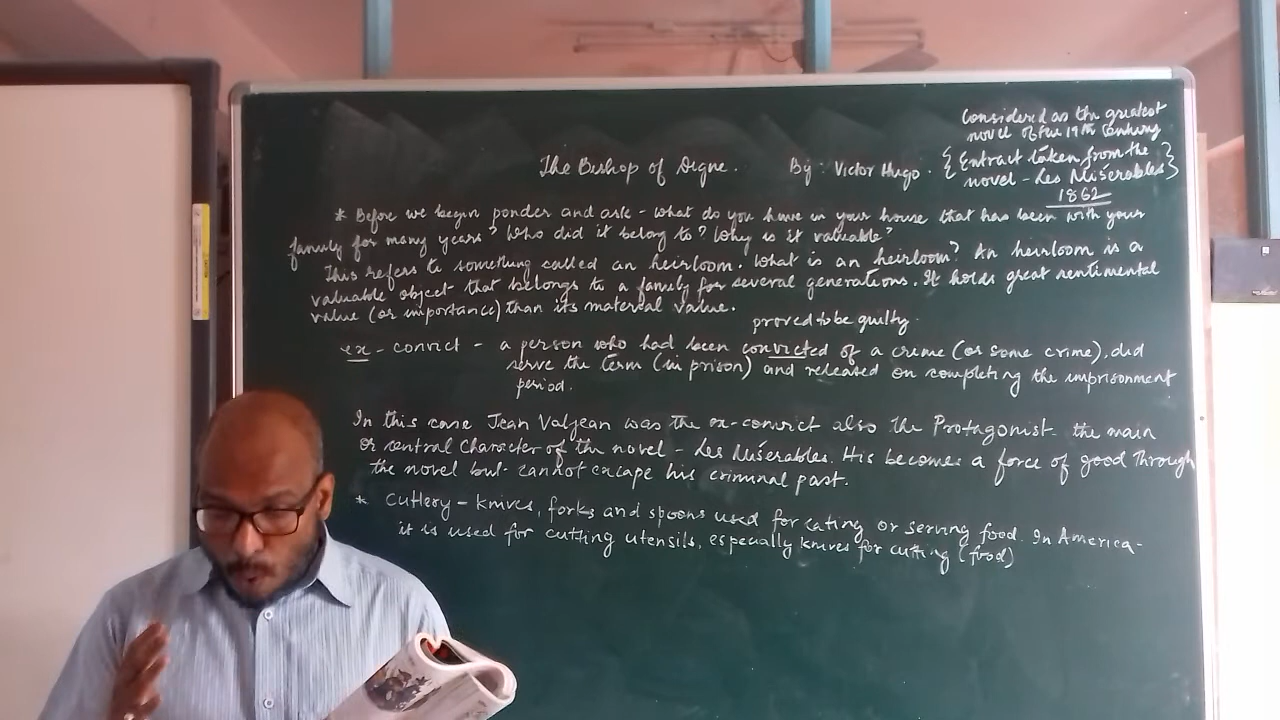 Considered as the greatest
novel of the 19th Century
The Bishop of Digne. By: Victor Hugo. { Extract taken from the
novel - Les Misérables }
1862
* Before we begin ponder and ask - what do you have in your house that has been with your
family for many years? Who did it belong to? Why is it valuable?
This refers to something called an heirloom. What is an heirloom? An heirloom is a
valuable object that belongs to a family for several generations. It holds great sentimental
value (or importance) than its material value.
proved to be guilty.
ex - convict - a person who had been convicted of a crime (or some crime), did
serve the term (in prison) and released on completing the imprisonment
period.
In this case Jean Valjean was the ex-convict also the Protagonist - the main
or central character of the novel - Les Misérables. His becomes a force of good through
the novel but cannot escape his criminal past.
* Cutlery - knives, forks and spoons used for eating or serving food. In America -
it is used for cutting utensils, especially knives for cutting (food)